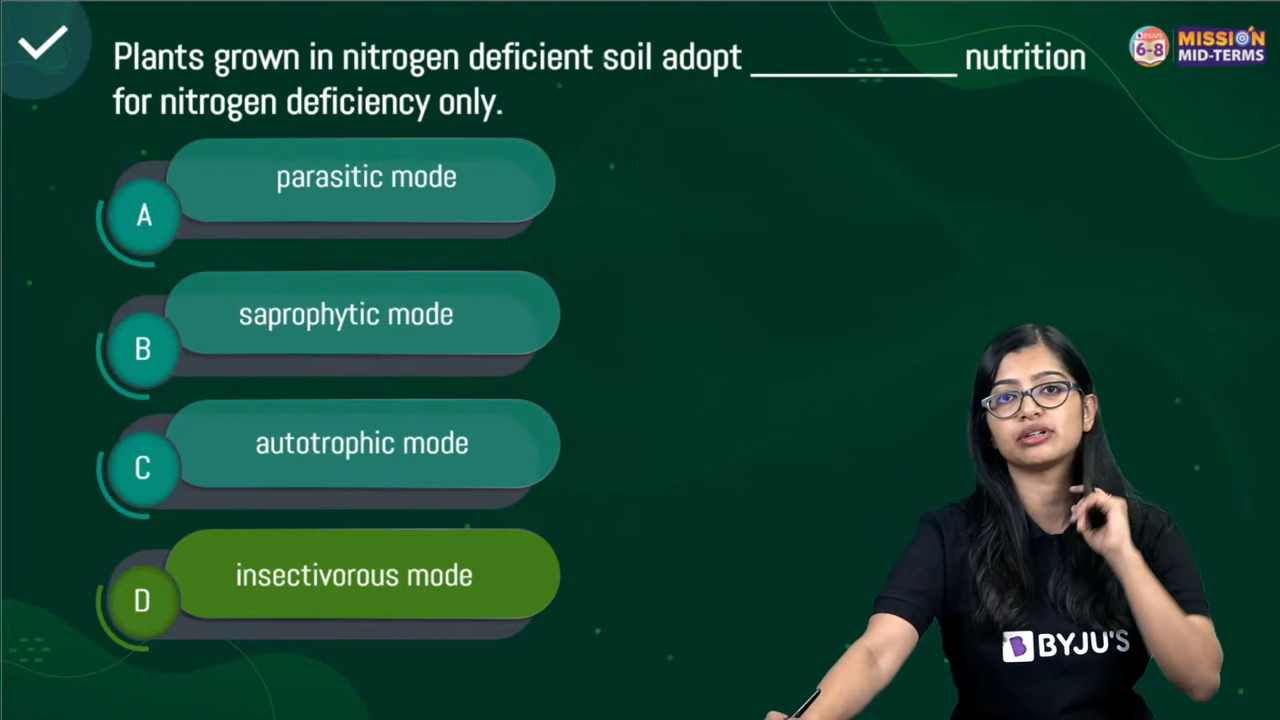 Plants grown in nitrogen deficient soil adopt ____________ nutrition
for nitrogen deficiency only.
A parasitic mode
B saprophytic mode
C autotrophic mode
D insectivorous mode
BYJU'S
6-8
MISSION
MID-TERMS
BYJU'S